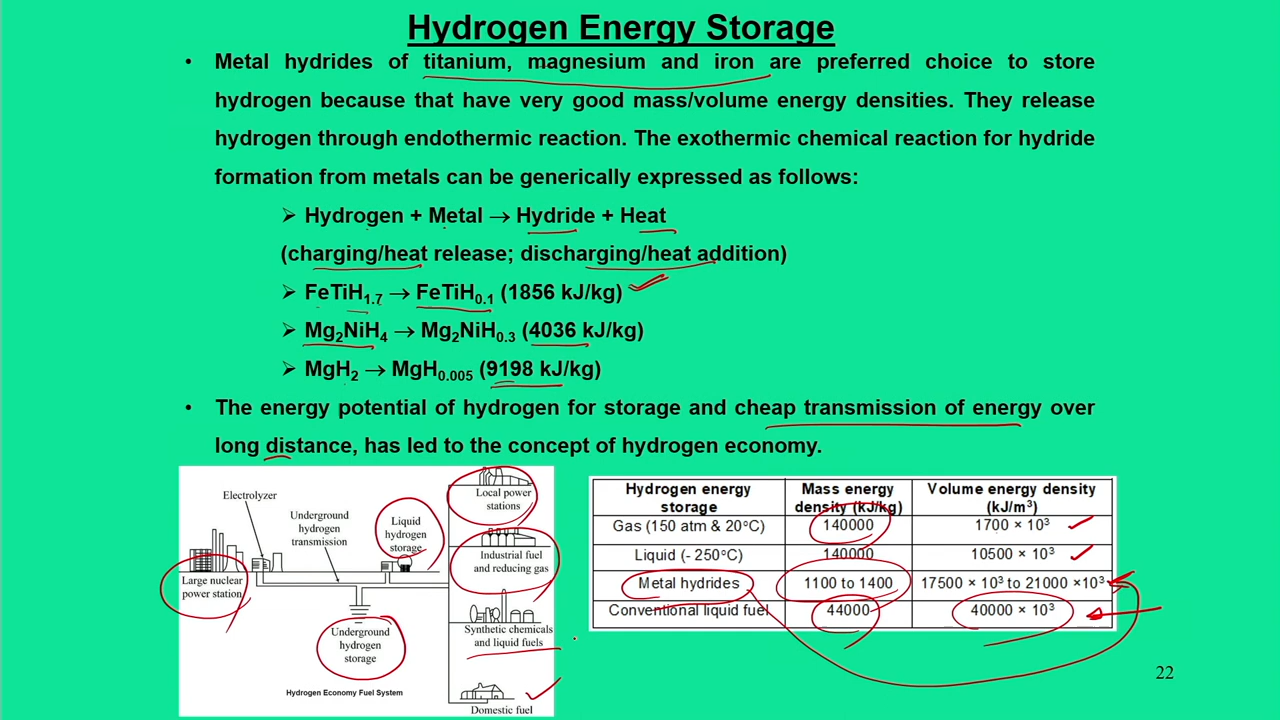 Hydrogen Energy Storage
• Metal hydrides of titanium, magnesium and iron are preferred choice to store
hydrogen because that have very good mass/volume energy densities. They release
hydrogen through endothermic reaction. The exothermic chemical reaction for hydride
formation from metals can be generically expressed as follows:
➢ Hydrogen + Metal → Hydride + Heat
(charging/heat release; discharging/heat addition)
➢ FeTiH1.7 → FeTiH0.1 (1856 kJ/kg)
➢ Mg2NiH4 → Mg2NiH0.3 (4036 kJ/kg)
➢ MgH2 → MgH0.005 (9198 kJ/kg)
• The energy potential of hydrogen for storage and cheap transmission of energy over
long distance, has led to the concept of hydrogen economy.
Electrolyzer
Underground
hydrogen
transmission
Liquid
hydrogen
storage
Local power
stations
Industrial fuel
and reducing gas
Large nuclear
power station
Underground
hydrogen
storage
Synthetic chemicals
and liquid fuels
Domestic fuel
Hydrogen Economy Fuel System
Hydrogen energy storage Mass energy density (kJ/kg) Volume energy density (kJ/m3)
Gas (150 atm & 20°C) 140000 1700 × 10³
Liquid (- 250°C) 140000 10500 × 10³
Metal hydrides 1100 to 1400 17500 × 10³ to 21000 ×10³
Conventional liquid fuel 44000 40000 × 10³
22